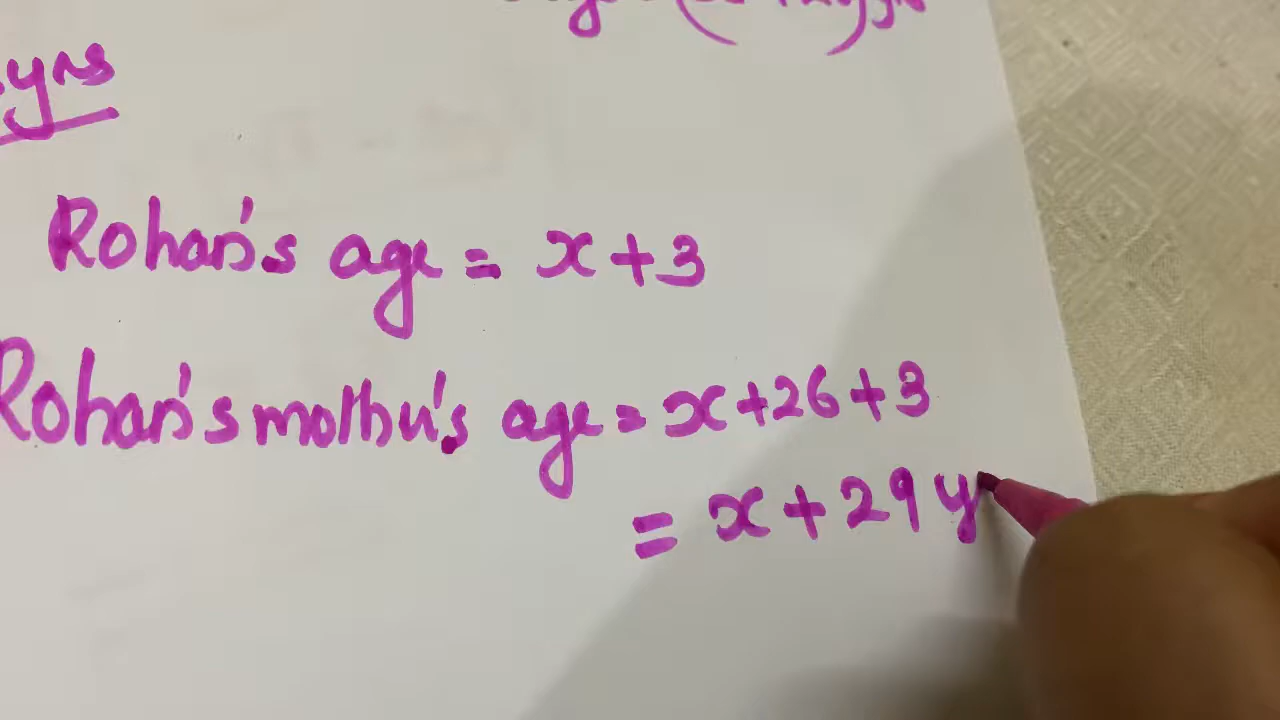 yrs
Rohan's age = x+3
Rohan's mother's age = x+26+3
= x+29 y